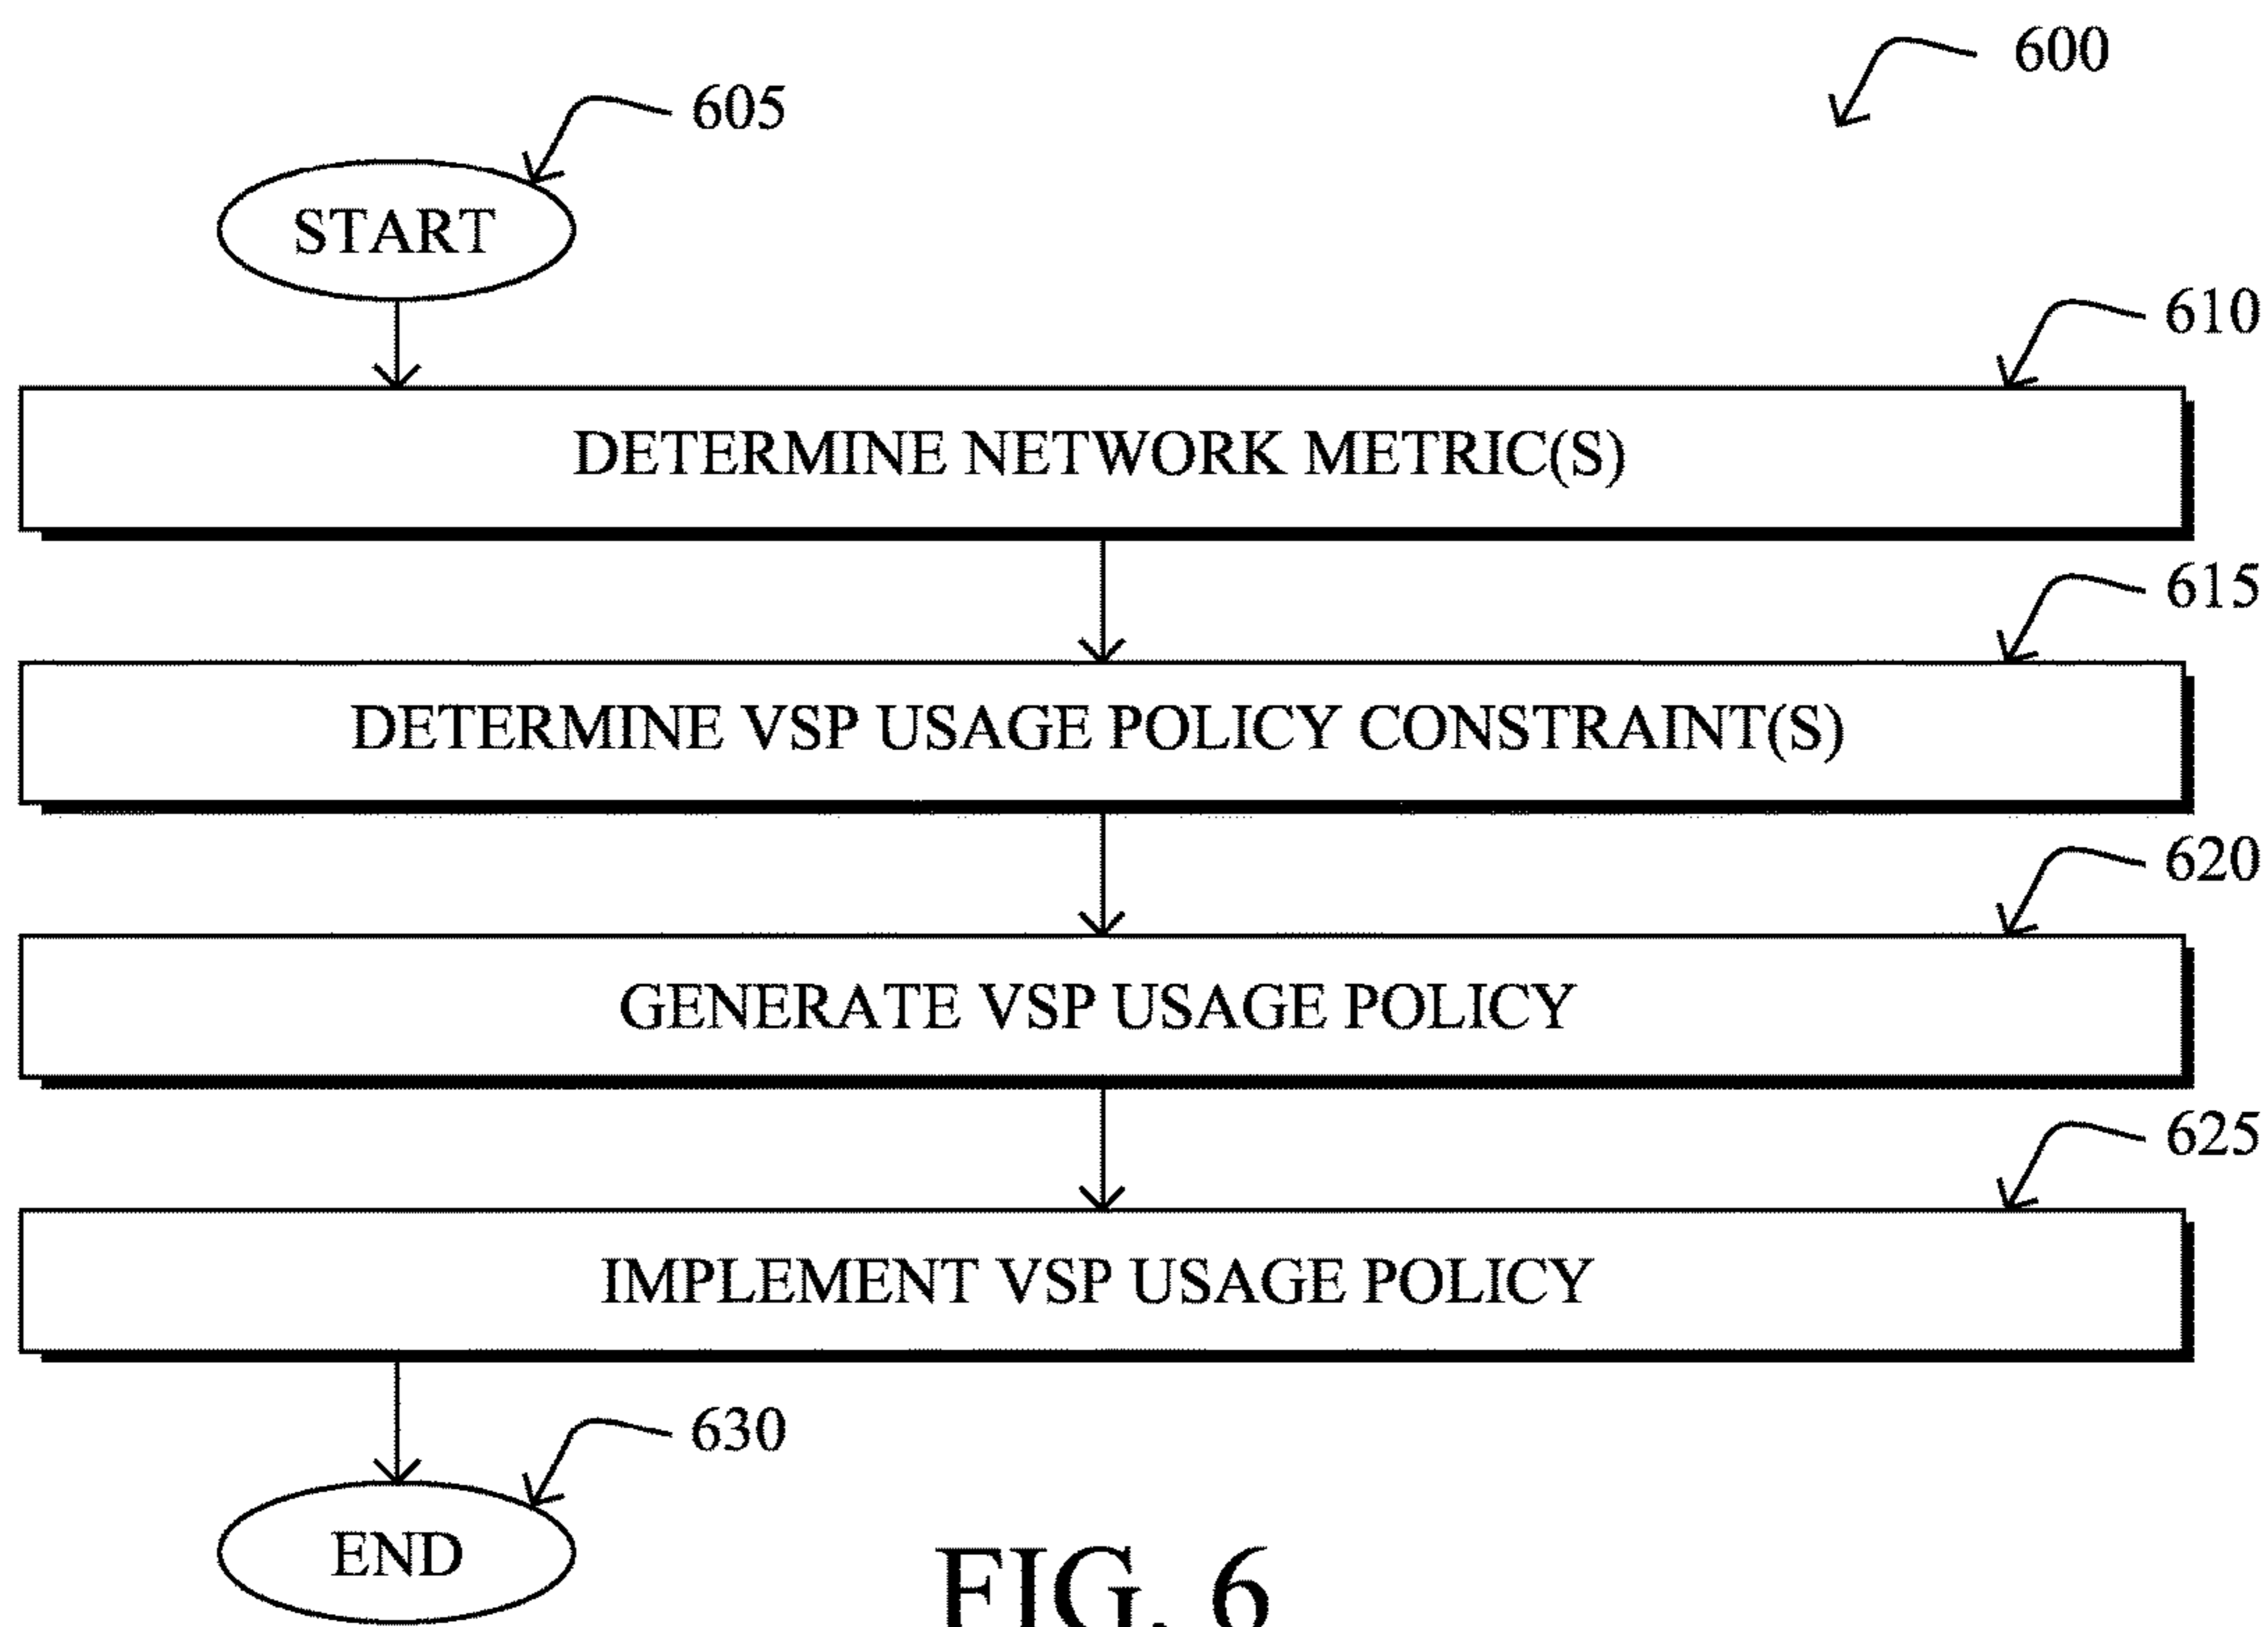 600
605
START
610
DETERMINE NETWORK METRIC(S)
615
DETERMINE VSP USAGE POLICY CONSTRAINT(S)
620
GENERATE VSP USAGE POLICY
625
IMPLEMENT VSP USAGE POLICY
630
END
FIG. 6